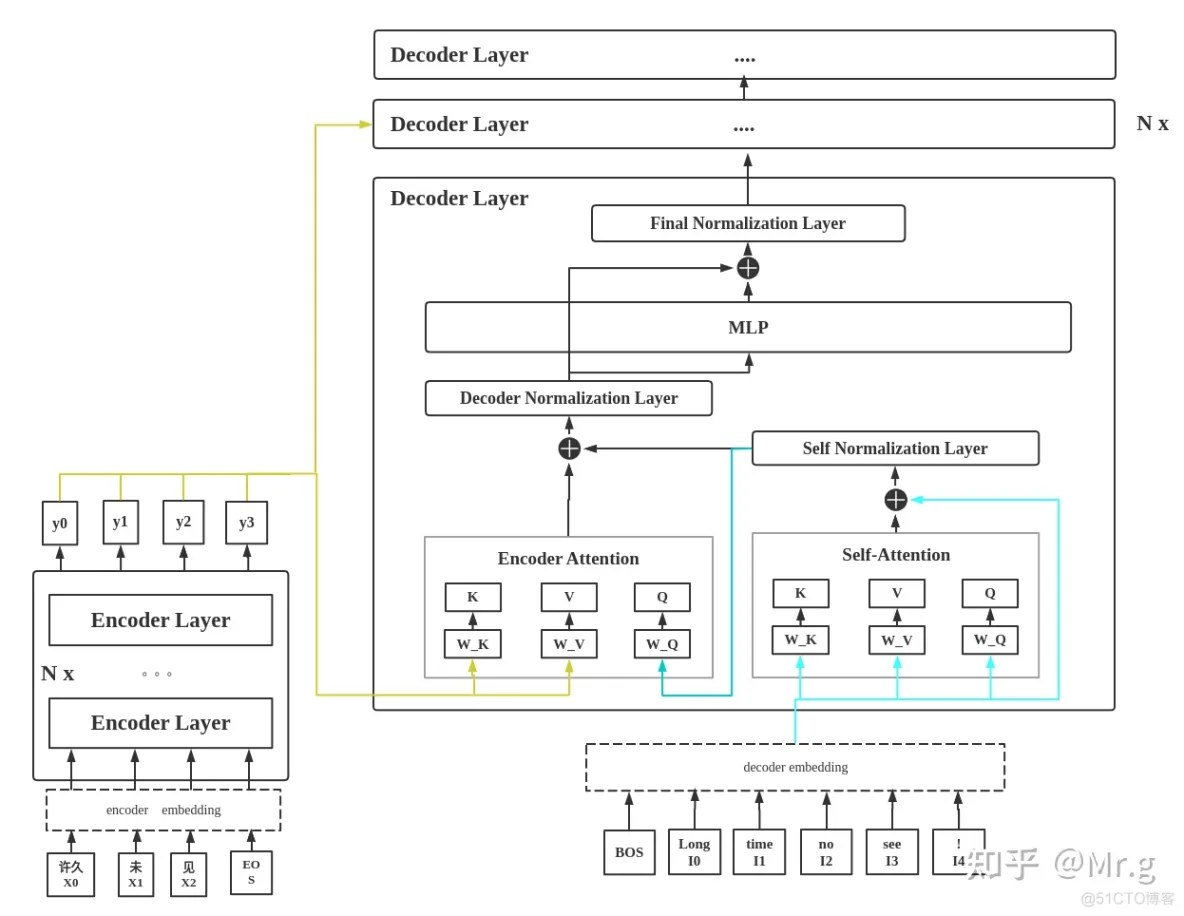 Decoder Layer ....
Decoder Layer ....
N x
Decoder Layer
Final Normalization Layer
MLP
Decoder Normalization Layer
Self Normalization Layer
y0 y1 y2 y3
Encoder Attention
K V Q
W_K W_V W_Q
Self-Attention
K V Q
W_K W_V W_Q
Encoder Layer
N x
Encoder Layer
encoder embedding
许久 未 见 EO
X0 X1 X2 S
decoder embedding
BOS
Long time no see !
I0 I1 I2 I3 I4
知乎 @Mr.g
@51CTO博客